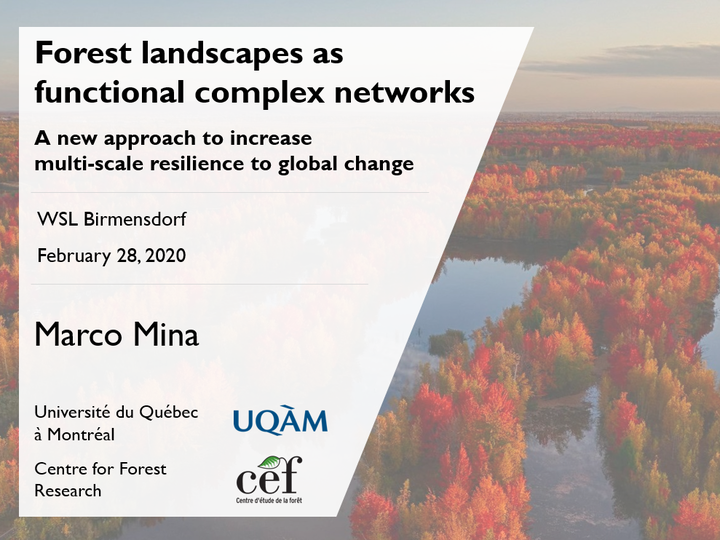 Forest landscapes as
functional complex networks
A new approach to increase
multi-scale resilience to global change
WSL Birmensdorf
February 28, 2020
Marco Mina
Université du Québec
à Montréal
UQÀM
Centre for Forest
Research
cef
Centre d'étude de la forêt